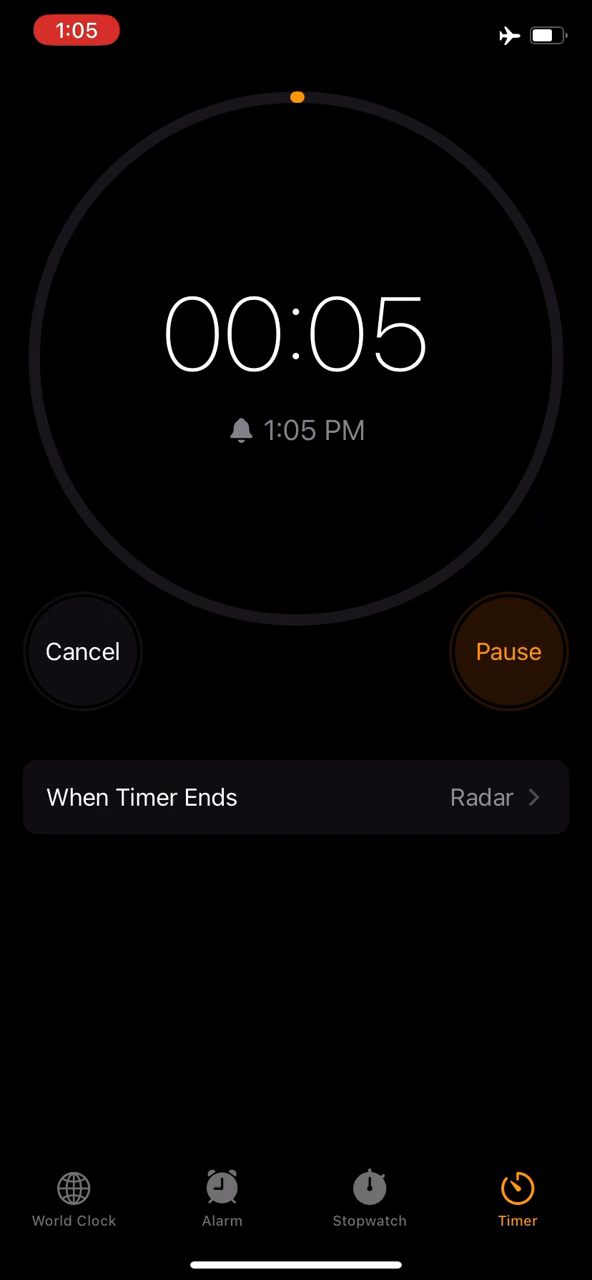 1:05
00:05
1:05 PM
Cancel
Pause
When Timer Ends Radar
World Clock Alarm Stopwatch Timer